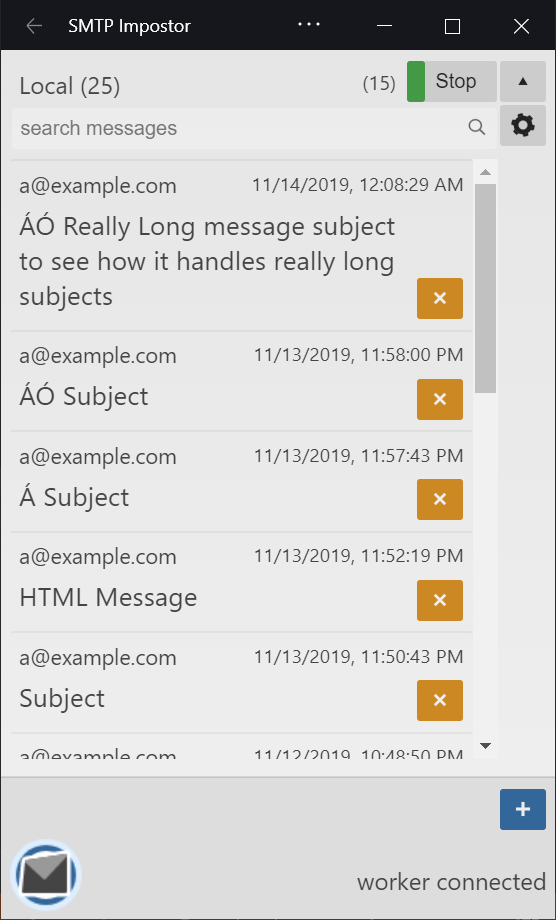 SMTP Impostor
Local (25)
(15)
Stop
search messages
a@example.com 11/14/2019, 12:08:29 AM
ÁÓ Really Long message subject
to see how it handles really long
subjects
a@example.com 11/13/2019, 11:58:00 PM
ÁÓ Subject
a@example.com 11/13/2019, 11:57:43 PM
Á Subject
a@example.com 11/13/2019, 11:52:19 PM
HTML Message
a@example.com 11/13/2019, 11:50:43 PM
Subject
a@example.com 11/12/2019, 10:48:50 PM
worker connected